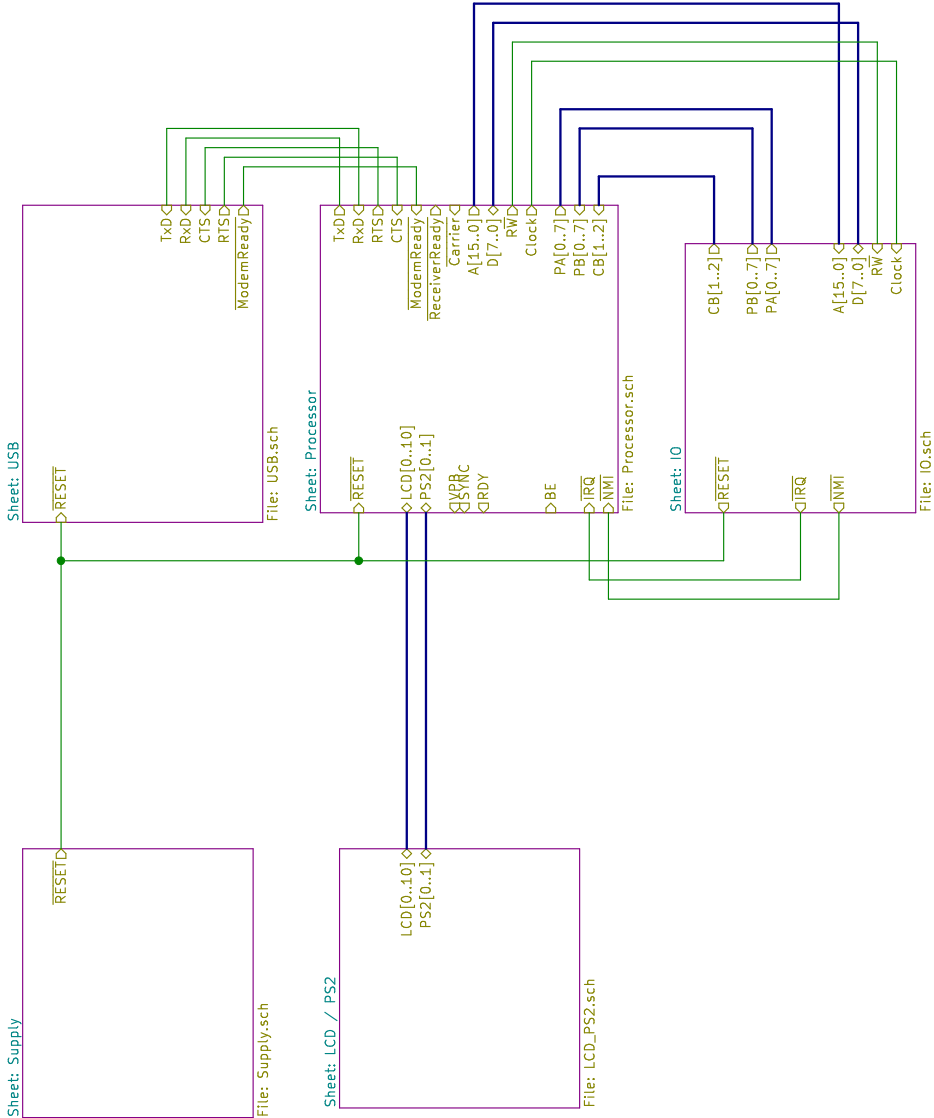 Sheet: USB
TxD
RxD
CTS
RTS
ModemReady
RESET
File: USB.sch
Sheet: Processor
TxD
RxD
RTS
CTS
ModemReady
ReceiverReady
Carrier
A[15..0]
D[7..0]
RW
Clock
PA[0..7]
PB[0..7]
CB[1..2]
RESET
LCD[0..10]
PS2[0..1]
VPB
SYNC
RDY
BE
IRQ
NMI
File: Processor.sch
Sheet: IO
CB[1..2]
PB[0..7]
PA[0..7]
A[15..0]
D[7..0]
RW
Clock
RESET
IRQ
NMI
File: IO.sch
Sheet: Supply
RESET
File: Supply.sch
Sheet: LCD / PS2
LCD[0..10]
PS2[0..1]
File: LCD_PS2.sch